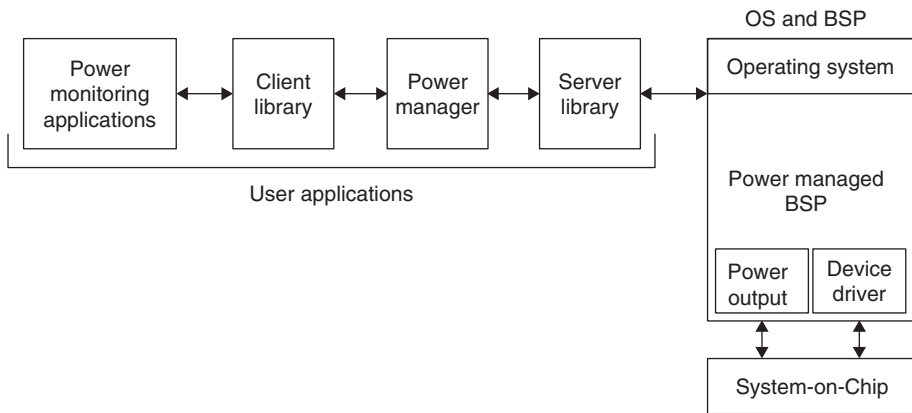 OS and BSP
Power
monitoring
applications
Client
library
Power
manager
Server
library
Operating system
User applications
Power managed
BSP
Power
output
Device
driver
System-on-Chip